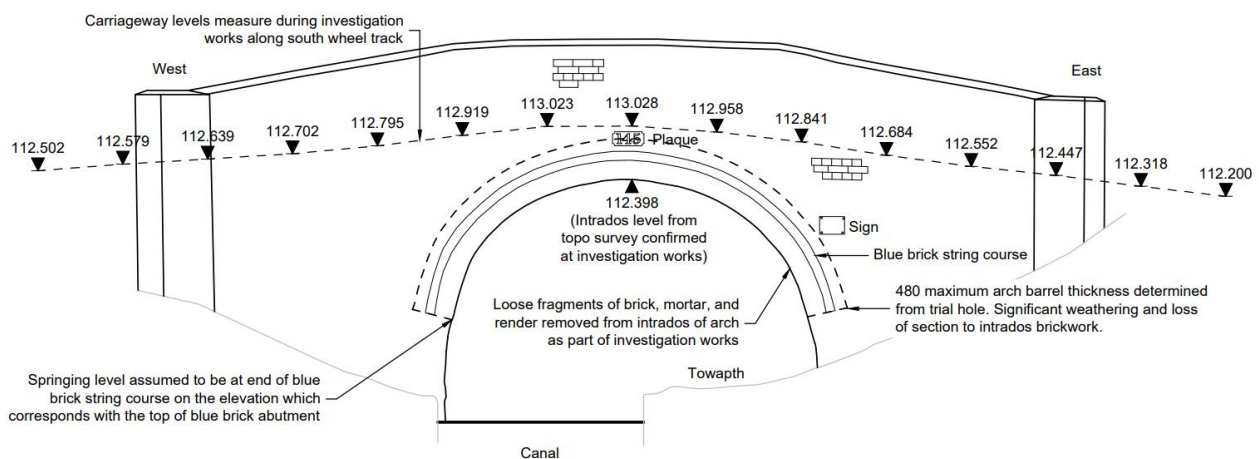 Carriageway levels measure during investigation
works along south wheel track
West
East
112.502
112.579
112.639
112.702
112.795
112.919
113.023
113.028
112.958
112.841
112.684
112.552
112.447
112.318
112.200
145
Plaque
112.398
(Intrados level from
topo survey confirmed
at investigation works)
Sign
Blue brick string course
Loose fragments of brick, mortar, and
render removed from intrados of arch
as part of investigation works
480 maximum arch barrel thickness determined
from trial hole. Significant weathering and loss
of section to intrados brickwork.
Springing level assumed to be at end of blue
brick string course on the elevation which
corresponds with the top of blue brick abutment
Towapth
Canal